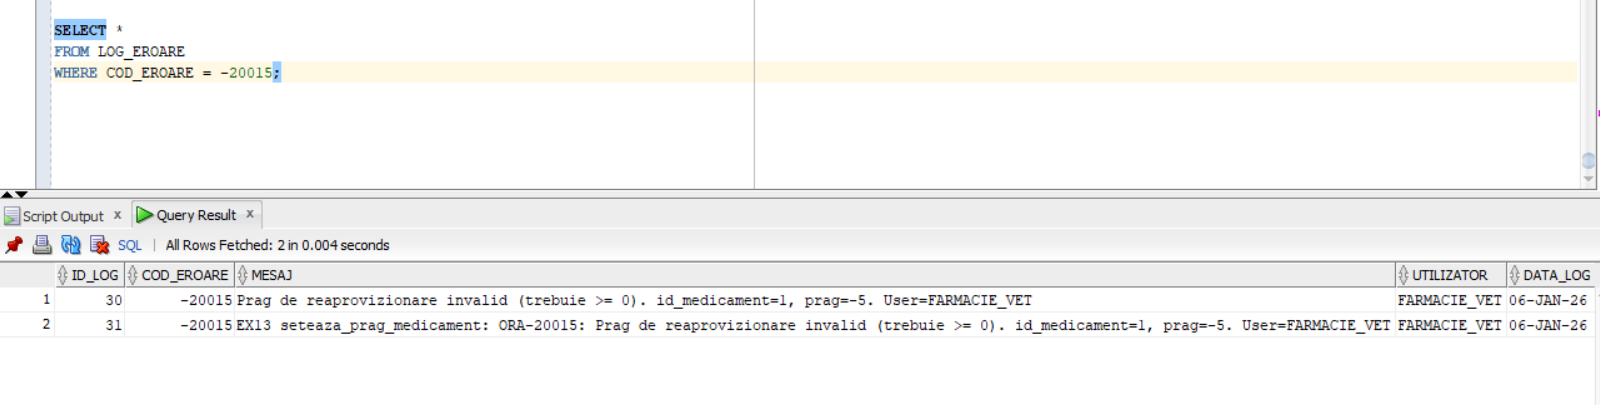 SELECT *
FROM LOG_EROARE
WHERE COD_EROARE = -20015;
Script Output x Query Result x
SQL | All Rows Fetched: 2 in 0.004 seconds
ID_LOG COD_EROARE MESAJ UTILIZATOR DATA_LOG
1 30 -20015 Prag de reaprovizionare invalid (trebuie >= 0). id_medicament=1, prag=-5. User=FARMACIE_VET FARMACIE_VET 06-JAN-26
2 31 -20015 EX13 seteaza_prag_medicament: ORA-20015: Prag de reaprovizionare invalid (trebuie >= 0). id_medicament=1, prag=-5. User=FARMACIE_VET FARMACIE_VET 06-JAN-26